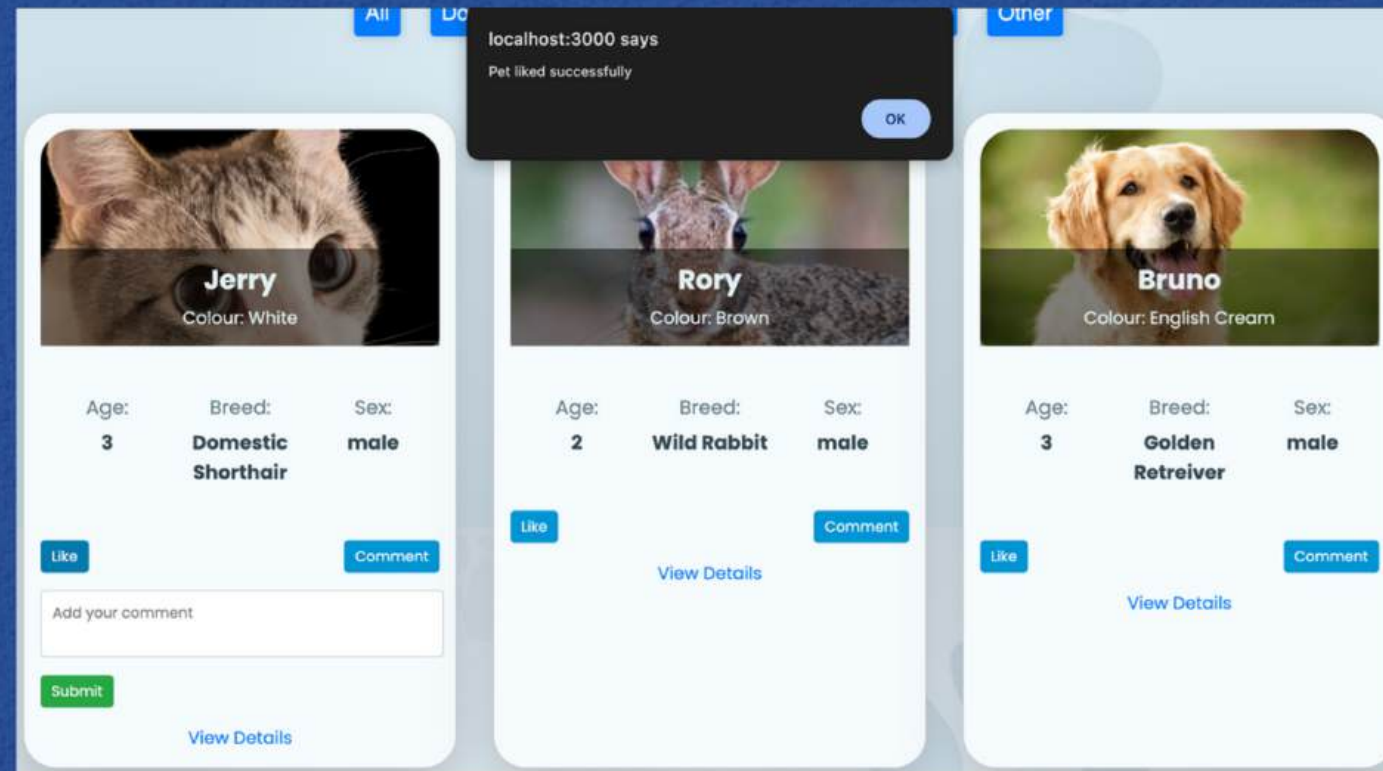 All
Other
localhost:3000 says
Pet liked successfully
OK
Jerry
Colour: White
Age: Breed: Sex:
3 Domestic male
Shorthair
Like Comment
Add your comment
Submit
View Details
Rory
Colour: Brown
Age: Breed: Sex:
2 Wild Rabbit male
Like Comment
View Details
Bruno
Colour: English Cream
Age: Breed: Sex:
3 Golden male
Retreiver
Like Comment
View Details